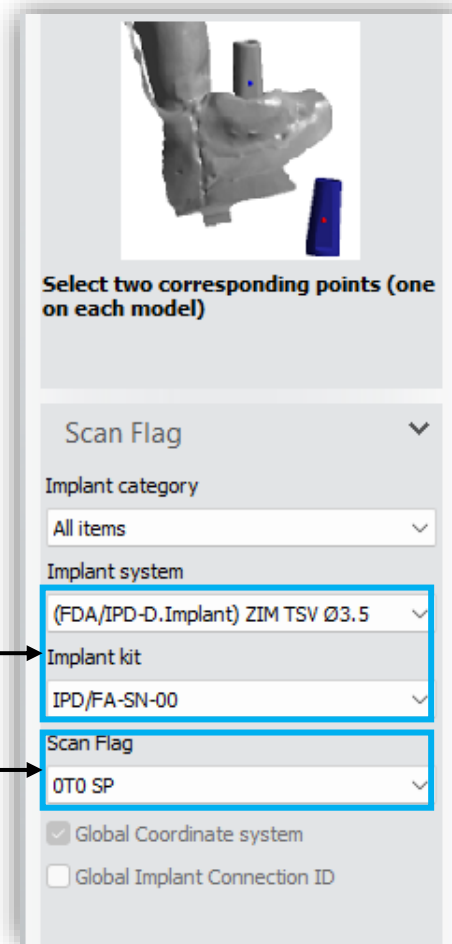 Select two corresponding points (one
on each model)
Scan Flag
Implant category
All items
Implant system
(FDA/IPD-D.Implant) ZIM TSV Ø3.5
Implant kit
IPD/FA-SN-00
Scan Flag
0T0 SP
Global Coordinate system
Global Implant Connection ID